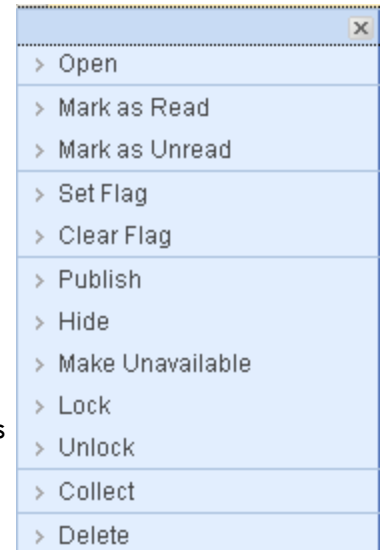 Open
Mark as Read
Mark as Unread
Set Flag
Clear Flag
Publish
Hide
Make Unavailable
Lock
s
Unlock
Collect
Delete